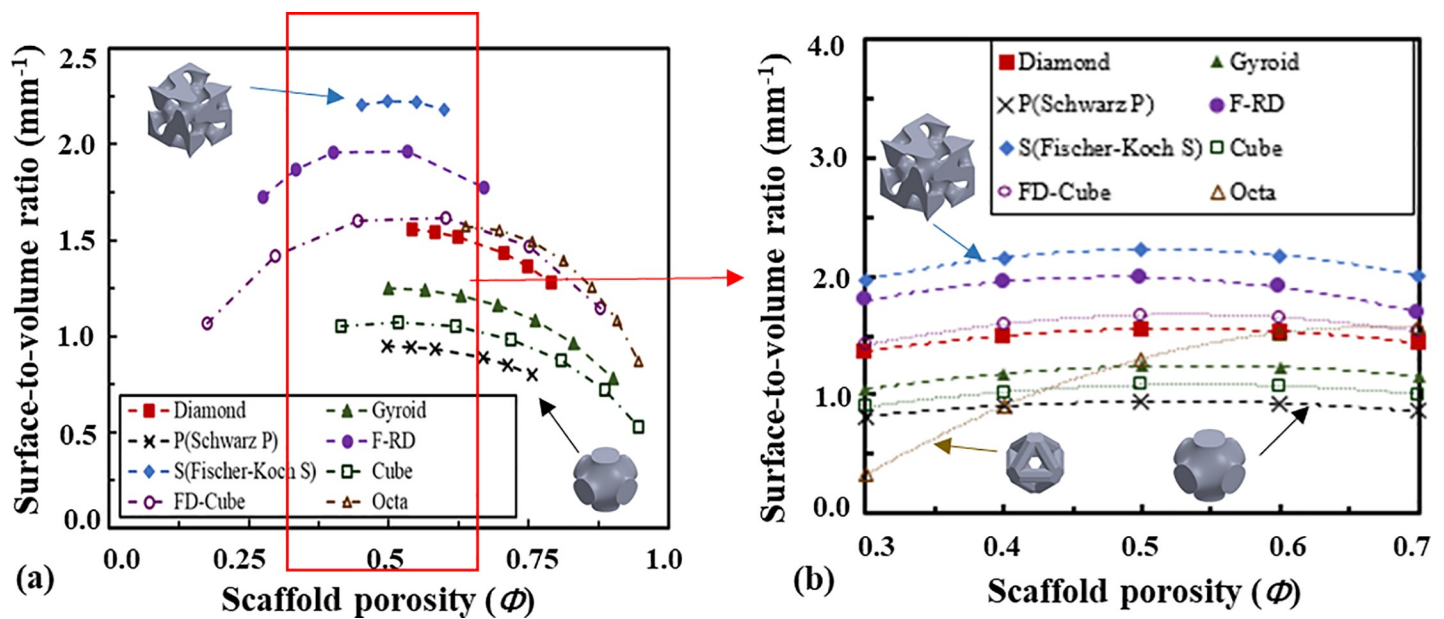 Surface-to-volume ratio (mm⁻¹)
2.5
2.0
1.5
1.0
0.5
0.0
Diamond
Gyroid
P(Schwarz P)
F-RD
S(Fischer-Koch S)
Cube
FD-Cube
Octa
0.0
0.25
0.5
0.75
1.0
(a)
Scaffold porosity (Φ)
Surface-to-volume ratio (mm⁻¹)
4.0
3.0
2.0
1.0
0.0
Diamond
Gyroid
P(Schwarz P)
F-RD
S(Fischer-Koch S)
Cube
FD-Cube
Octa
0.3
0.4
0.5
0.6
0.7
(b)
Scaffold porosity (Φ)